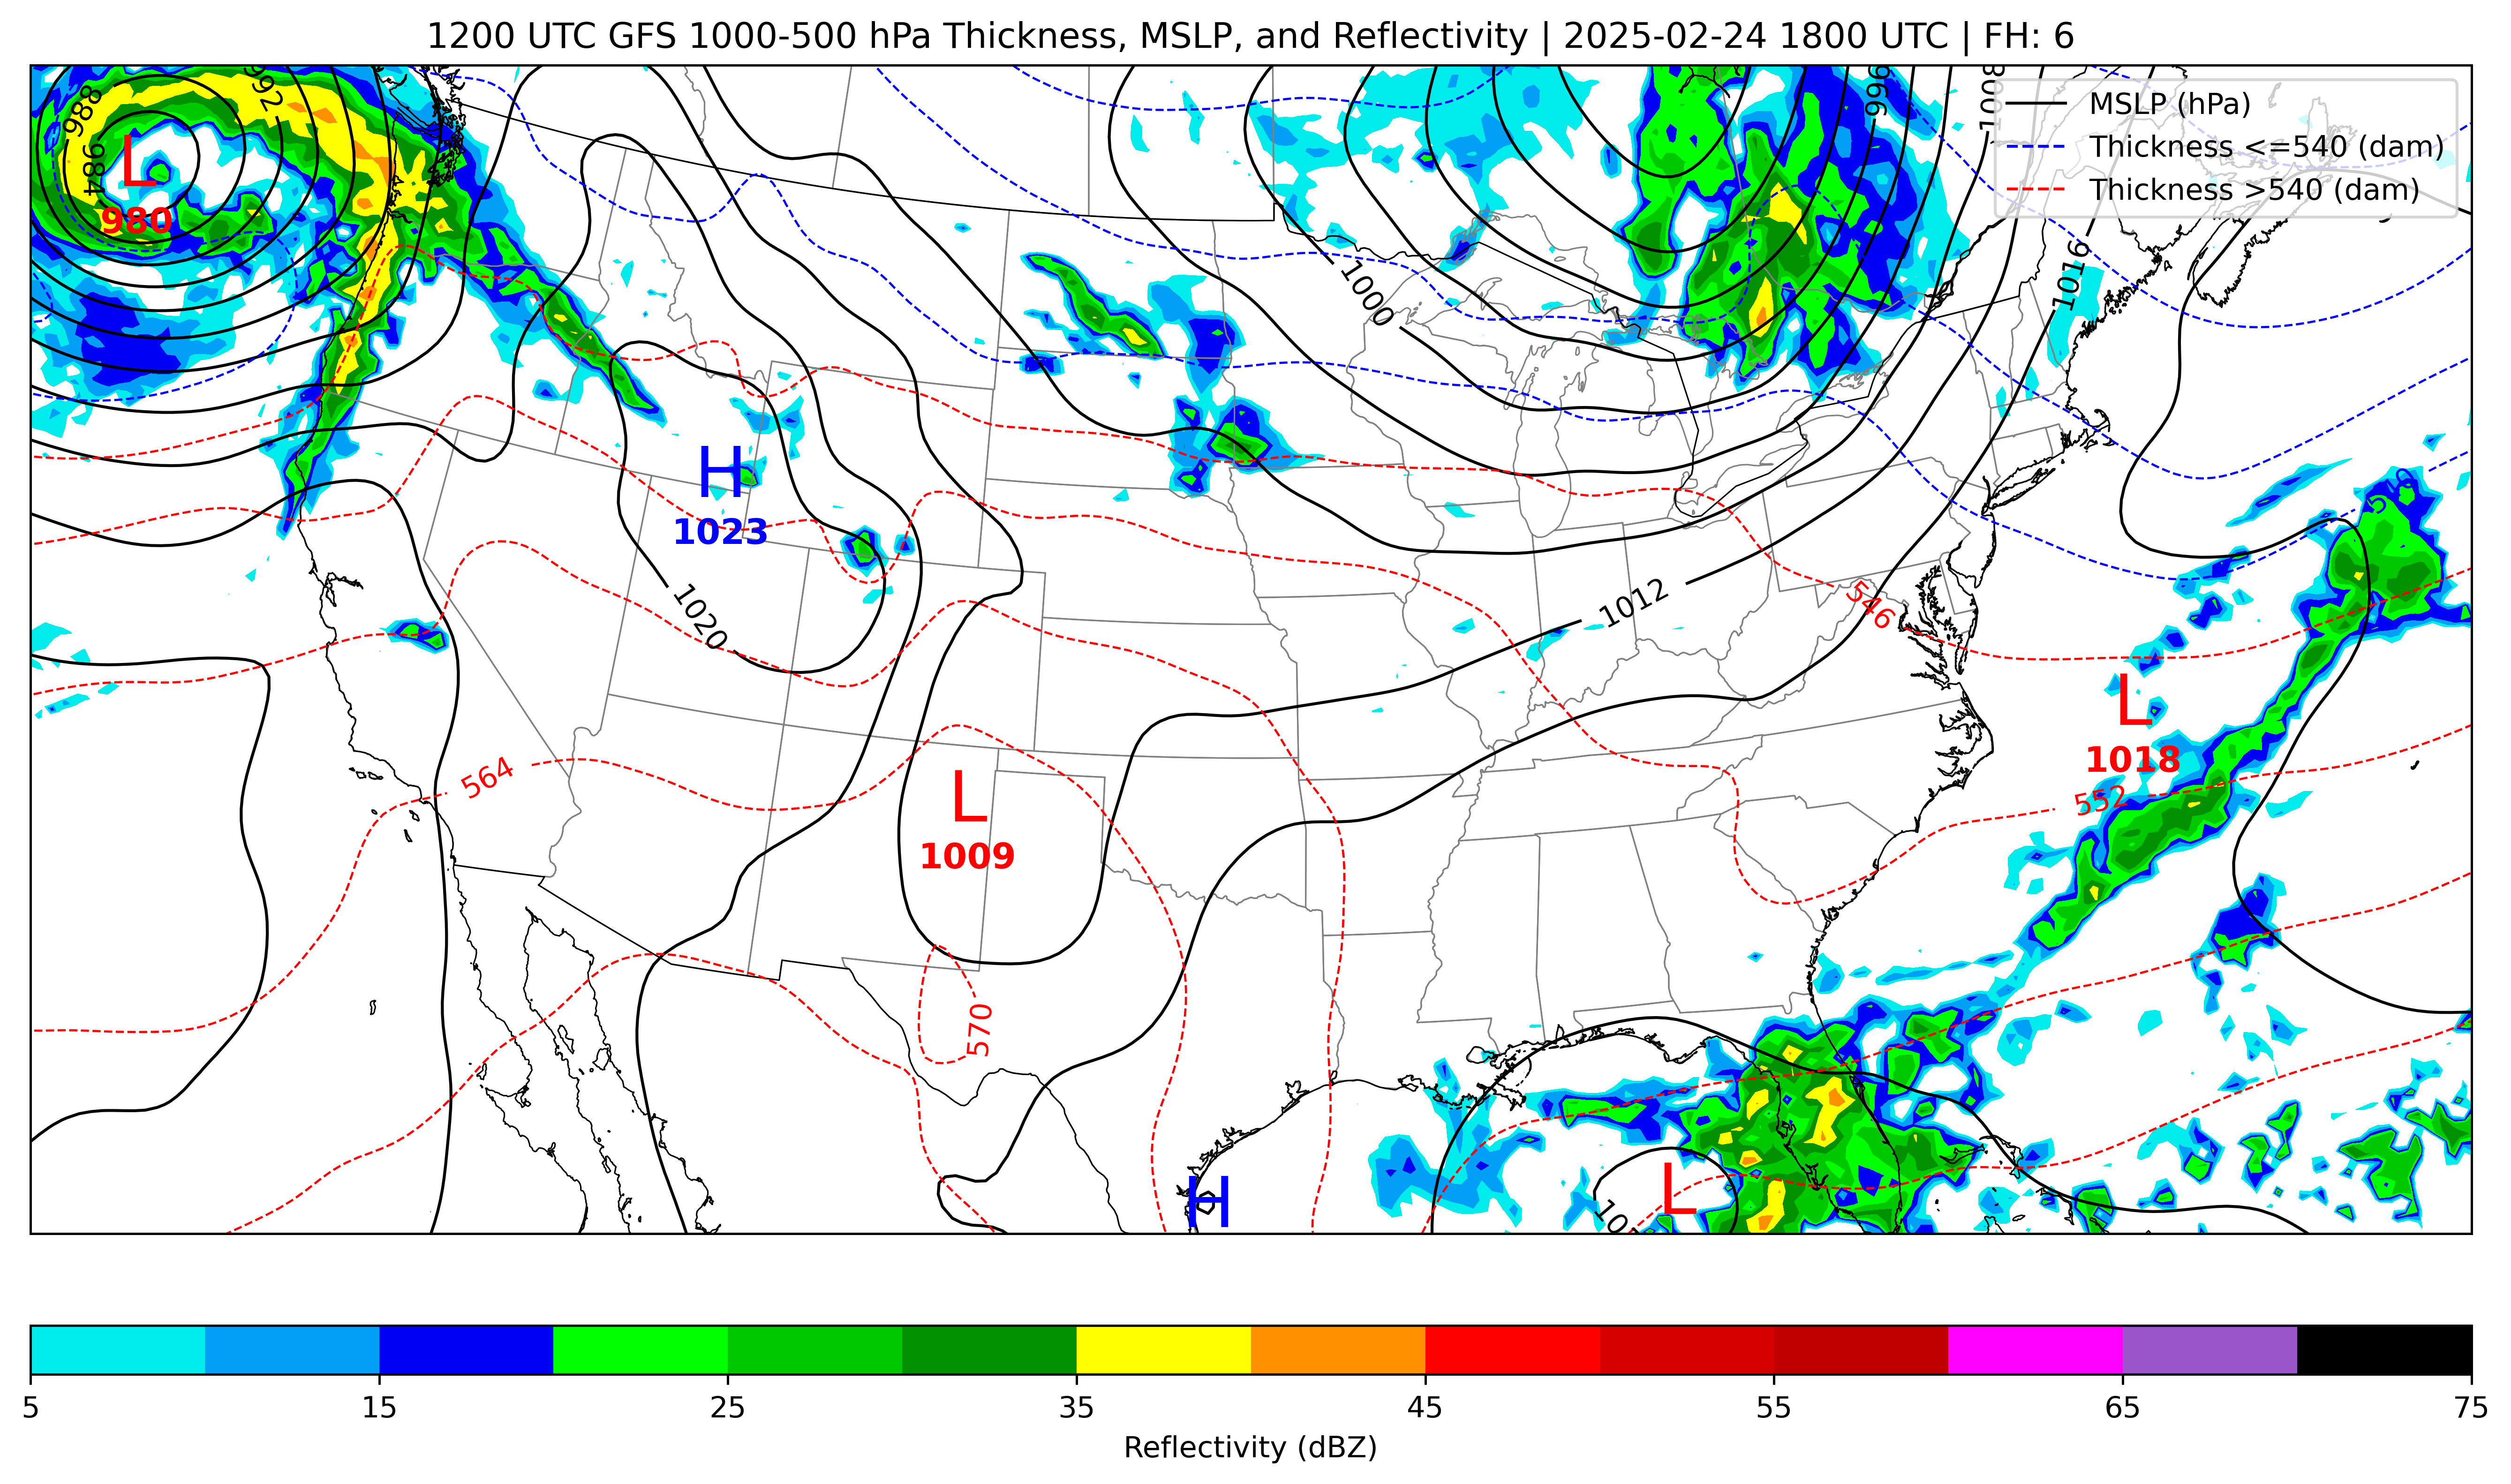 1200 UTC GFS 1000-500 hPa Thickness, MSLP, and Reflectivity | 2025-02-24 1800 UTC | FH: 6
MSLP (hPa)
Thickness <=540 (dam)
Thickness >540 (dam)
992
988
984
L
980
996
1008
1016
1000
H
1023
1020
1012
546
L
1018
552
564
L
1009
570
H
L
5
15
25
35
45
55
65
75
Reflectivity (dBZ)